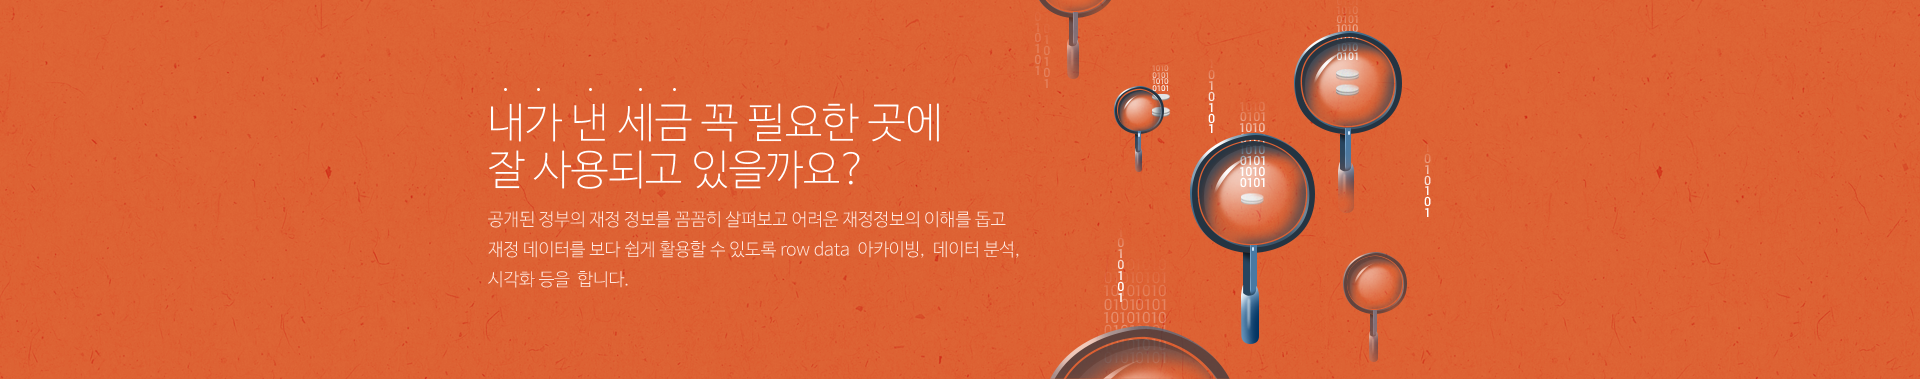 내가 낸 세금 꼭 필요한 곳에
잘 사용되고 있을까요?
공개된 정부의 재정 정보를 꼼꼼히 살펴보고 어려운 재정정보의 이해를 돕고
재정 데이터를 보다 쉽게 활용할 수 있도록 row data 아카이빙, 데이터 분석,
시각화 등을 합니다.